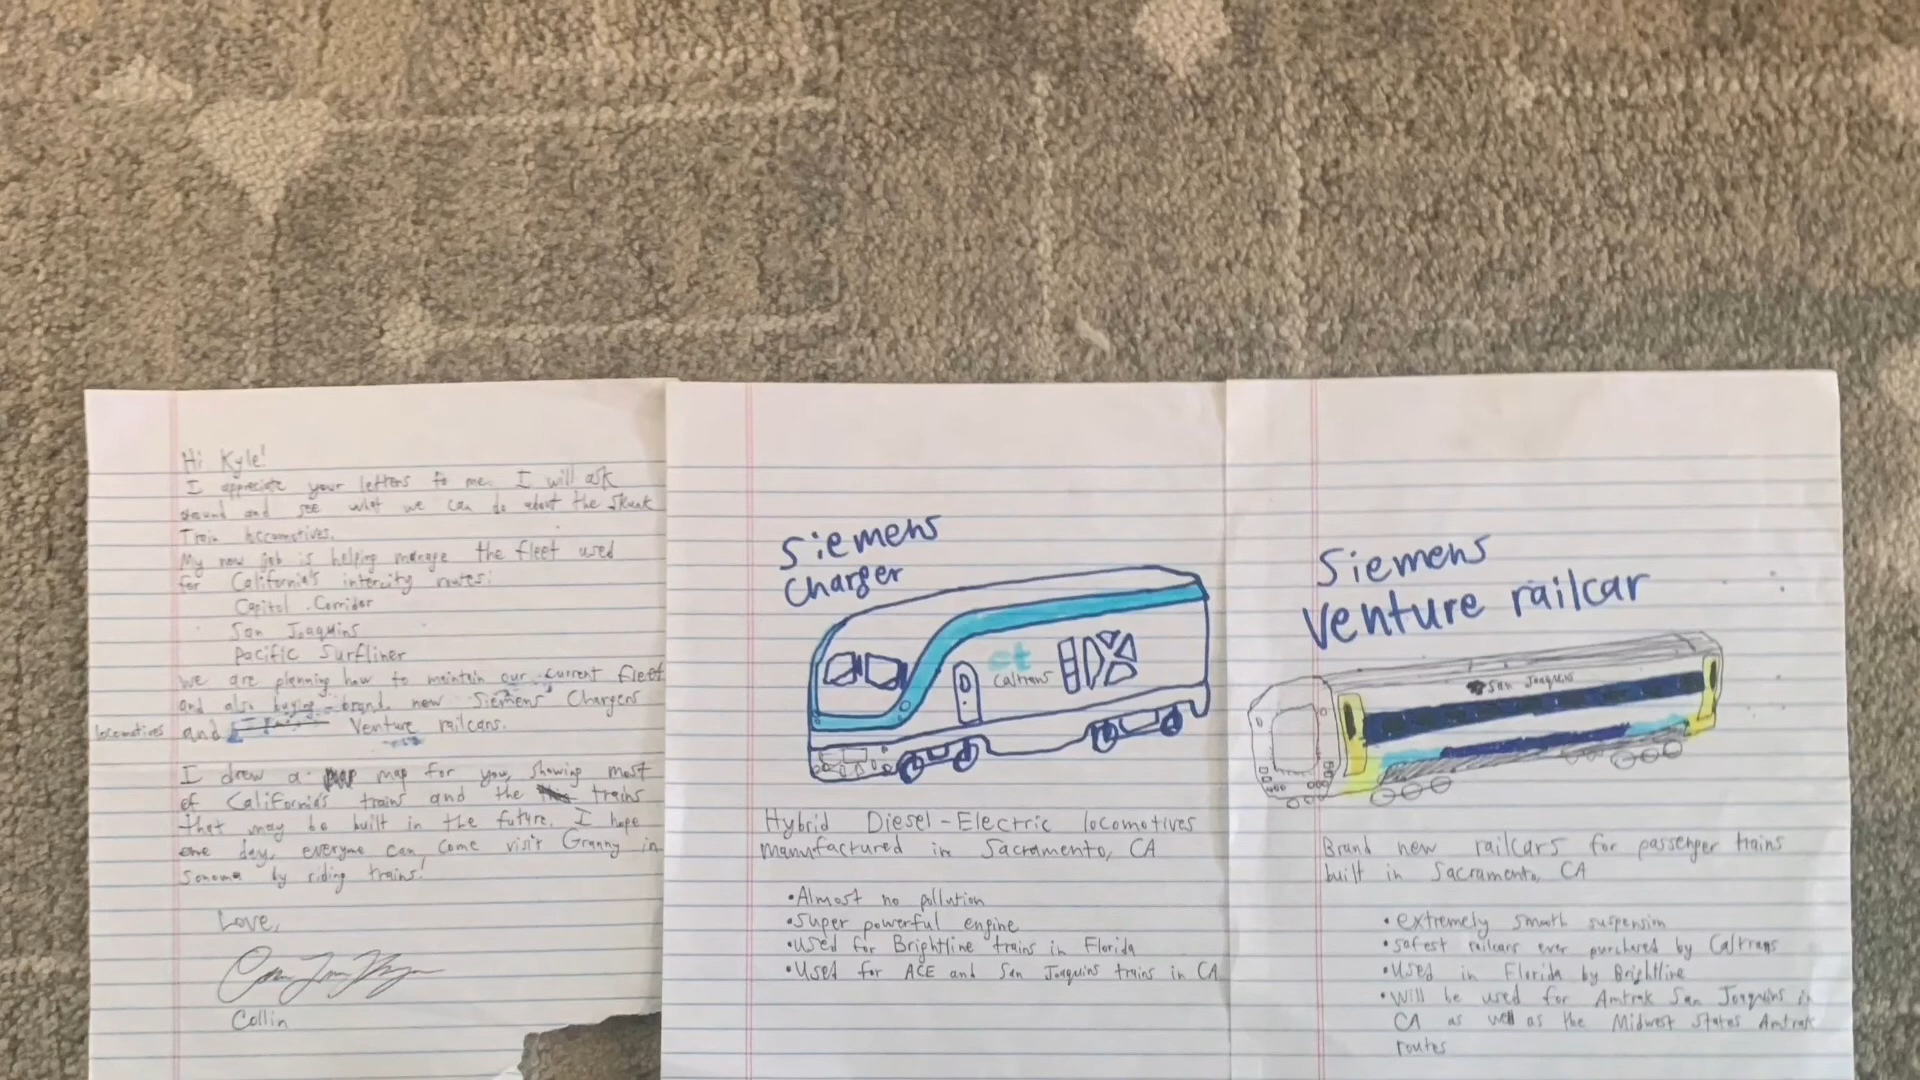 Hi Kyle!
I appreciate your letters to me. I will ask
around and see what we can do about the Skunk
Train locomotives.
My new job is helping manage the fleet used
for California's intercity routes:
Capitol Corridor
San Joaquins
Pacific Surfliner
We are planning how to maintain our current fleet
and also buying brand new Siemens Chargers
locomotives and Venture railcars.
I drew a map for you, showing most
of California's trains and the trains
that may be built in the future. I hope
one day, everyone can come visit Granny in
Sonoma by riding trains!
Love,
Collin
Siemens
Charger
ct
Caltrans
Hybrid Diesel-Electric locomotives
manufactured in Sacramento, CA
•Almost no pollution
•Super powerful engine
•Used for Brightline trains in Florida
•Used for ACE and San Joaquins trains in CA
Siemens
Venture railcar
San Joaquins
Brand new railcars for passenger trains
built in Sacramento, CA
•extremely smooth suspension
•safest railcars ever purchased by Caltrans
•Used in Florida by Brightline
•Will be used for Amtrak San Joaquins in
CA as well as the Midwest States Amtrak
routes